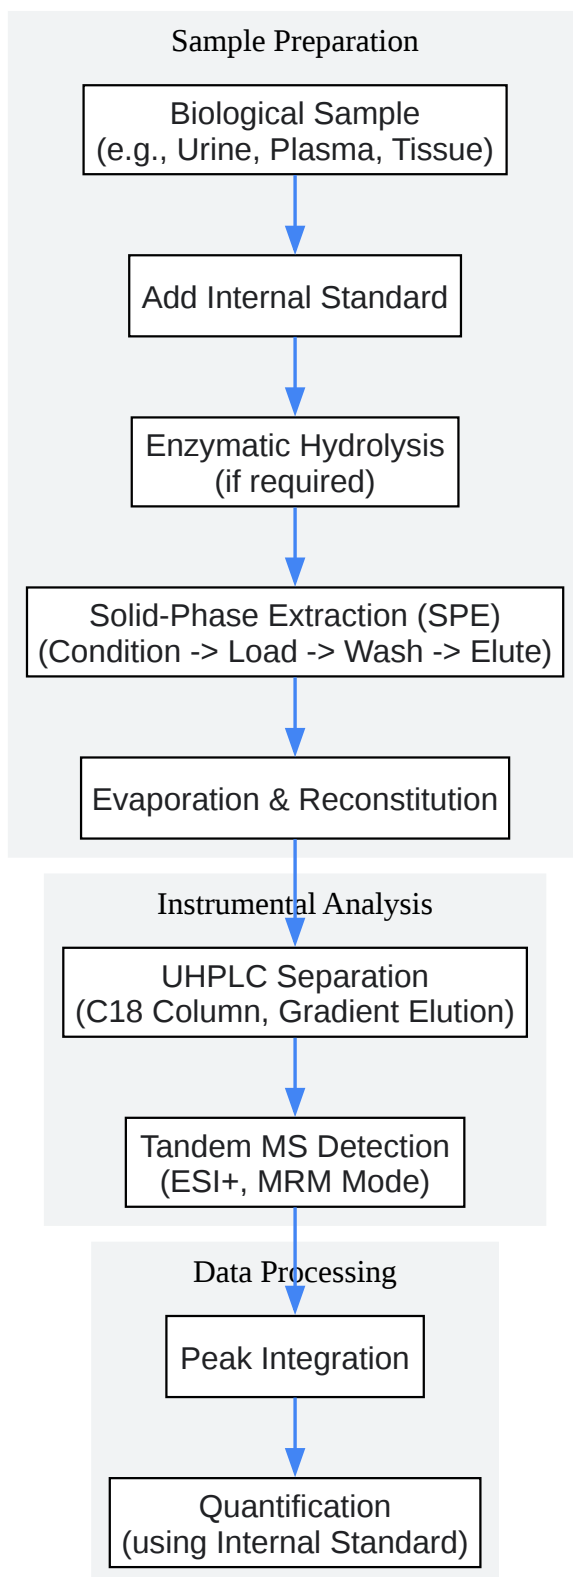 Sample Preparation
Biological Sample
(e.g., Urine, Plasma, Tissue)
Add Internal Standard
Enzymatic Hydrolysis
(if required)
Solid-Phase Extraction (SPE)
(Condition -> Load -> Wash -> Elute)
Evaporation & Reconstitution
Instrumental Analysis
UHPLC Separation
(C18 Column, Gradient Elution)
Tandem MS Detection
(ESI+, MRM Mode)
Data Processing
Peak Integration
Quantification
(using Internal Standard)